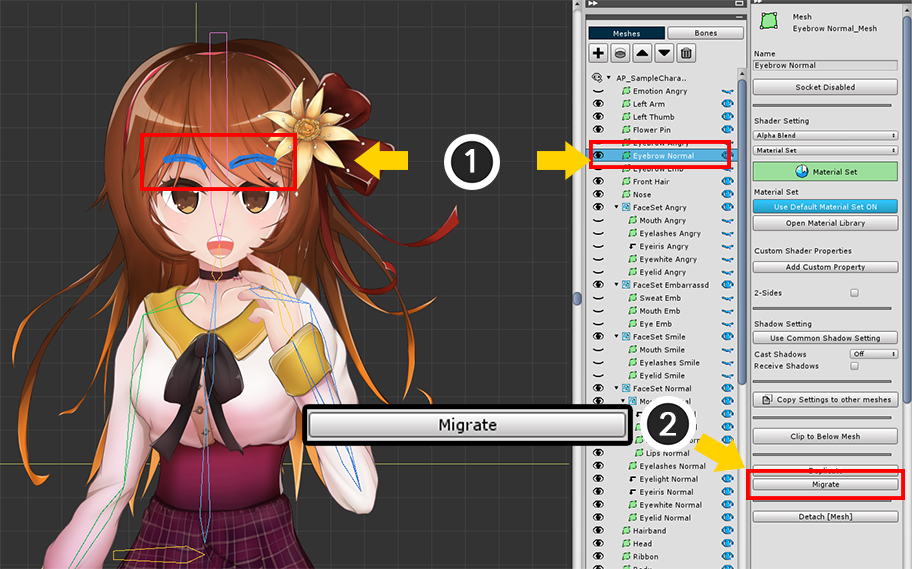 Meshes
Bones
AP_SampleChara..
Emotion Angry
Left Arm
Left Thumb
Flower Pin
Eyebrow Angry
Eyebrow Normal
Eyebrow Emb
Front Hair
Nose
FaceSet Angry
Mouth Angry
Eyelashes Angry
Eyeiris Angry
Eyewhite Angry
Eyelid Angry
FaceSet Embarrassd
Sweat Emb
Mouth Emb
Eye Emb
FaceSet Smile
Mouth Smile
Eyelashes Smile
Eyelid Smile
FaceSet Normal
Lips Normal
Eyelashes Normal
Eyelight Normal
Eyeiris Normal
Eyewhite Normal
Eyelid Normal
Hairband
Head
Ribbon
Mesh
Eyebrow Normal_Mesh
Name
Eyebrow Normal
Socket Disabled
Shader Setting
Alpha Blend
Material Set
Material Set
Material Set
Use Default Material Set ON
Open Material Library
Custom Shader Properties
Add Custom Property
2-Sides
Shadow Setting
Use Common Shadow Setting
Cast Shadows
Off
Receive Shadows
Copy Settings to other meshes
Clip to Below Mesh
Duplicate
Migrate
Detach [Mesh]
1
Migrate
2